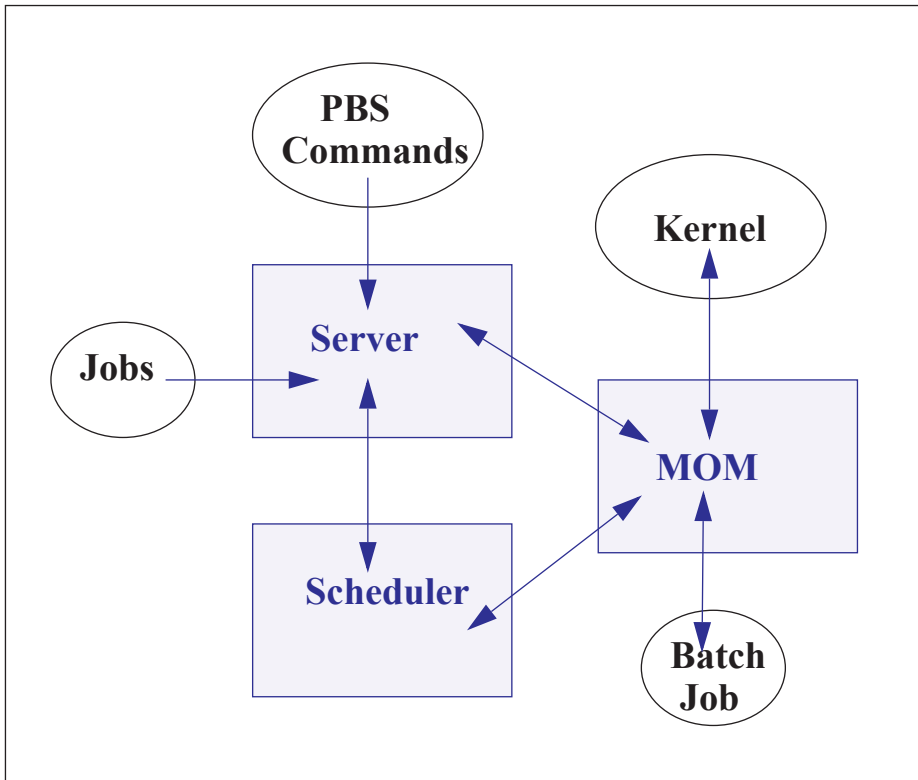 PBS
Commands
Kernel
Server
Jobs
MOM
Scheduler
Batch
Job